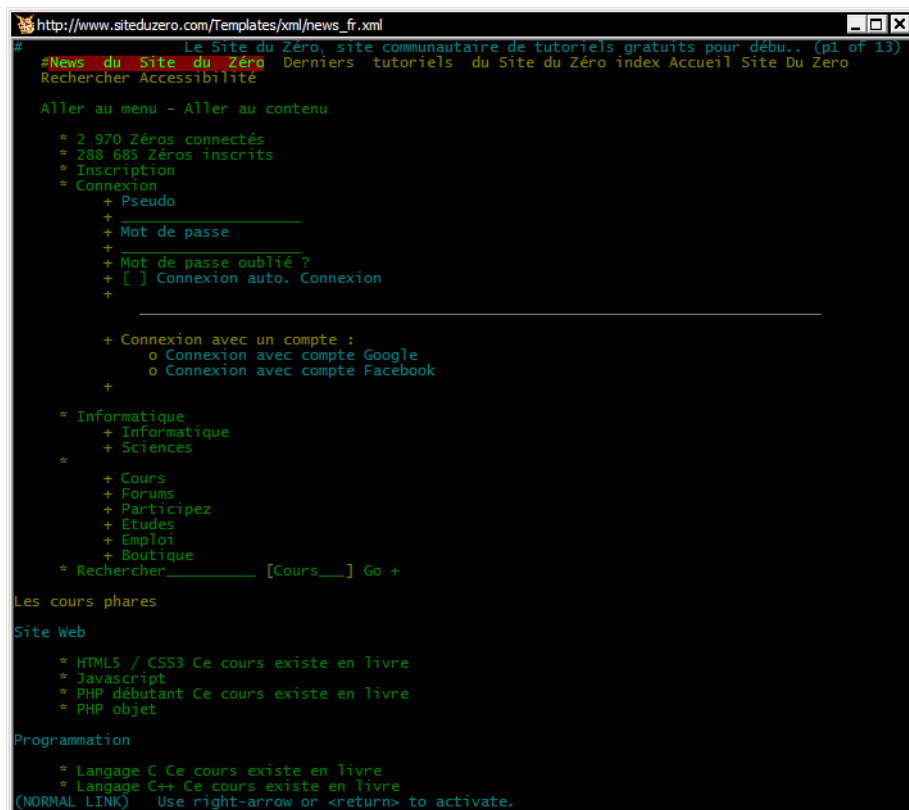 http://www.siteduzero.com/Templates/xml/news_fr.xml
# Le Site du Zéro, site communautaire de tutoriels gratuits pour débu.. (p1 of 13)
#News du Site du Zéro Derniers tutoriels du Site du Zéro index Accueil Site Du Zero
Rechercher Accessibilité
Aller au menu - Aller au contenu
* 2 970 Zéros connectés
* 288 685 Zéros inscrits
* Inscription
* Connexion
+ Pseudo
+ ____________________
+ Mot de passe
+ ____________________
+ Mot de passe oublié ?
+ [ ] Connexion auto. Connexion
+
+ Connexion avec un compte :
o Connexion avec compte Google
o Connexion avec compte Facebook
+
* Informatique
+ Informatique
+ Sciences
*
+ Cours
+ Forums
+ Participez
+ Études
+ Emploi
+ Boutique
* Rechercher__________ [Cours___] Go +
Les cours phares
Site Web
* HTML5 / CSS3 Ce cours existe en livre
* Javascript
* PHP débutant Ce cours existe en livre
* PHP objet
Programmation
* Langage C Ce cours existe en livre
* Langage C++ Ce cours existe en livre
(NORMAL LINK) Use right-arrow or <return> to activate.